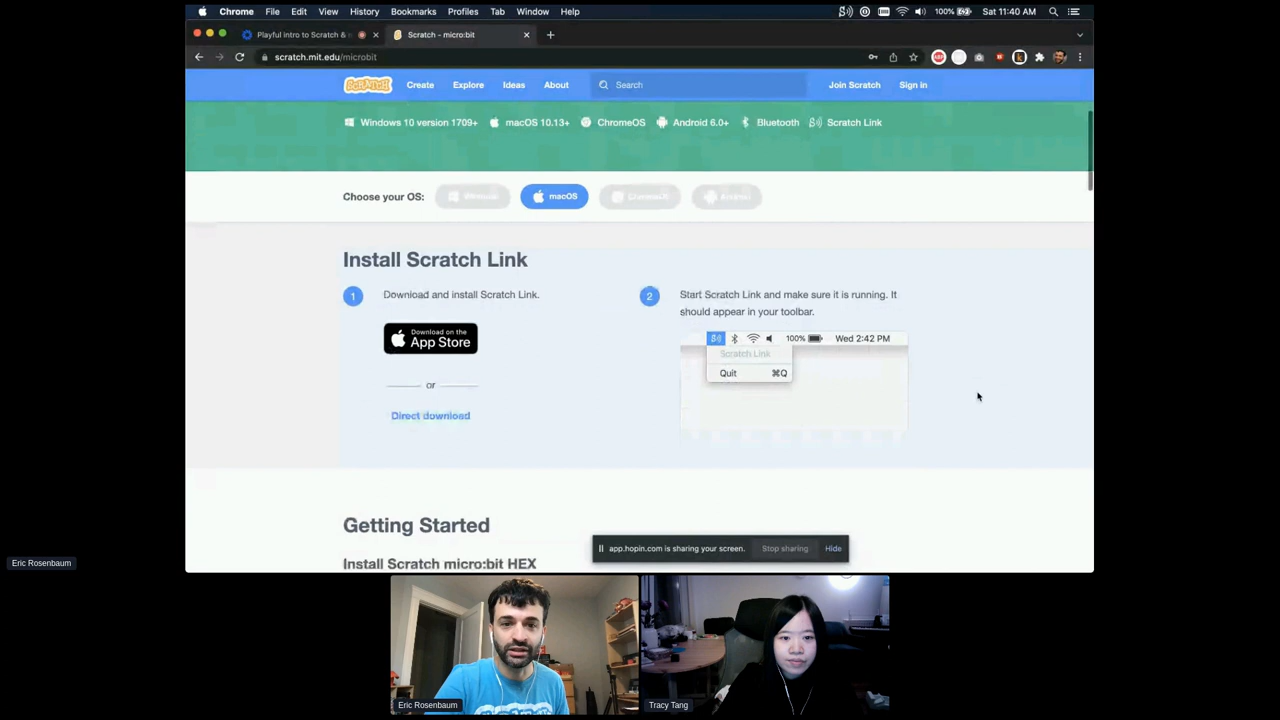 Chrome File Edit View History Bookmarks Profiles Tab Window Help 100% Sat 11:40 AM
Playful intro to Scratch & Scratch – micro:bit
scratch.mit.edu/microbit
SCRATCH Create Explore Ideas About Search Join Scratch Sign in
Windows 10 version 1709+ macOS 10.13+ ChromeOS Android 6.0+ Bluetooth Scratch Link
Choose your OS: Windows macOS ChromeOS Android
Install Scratch Link
1 Download and install Scratch Link.
Download on the
App Store
or
Direct download
2 Start Scratch Link and make sure it is running. It
should appear in your toolbar.
100% Wed 2:42 PM
Scratch Link
Quit ⌘Q
Getting Started
Install Scratch micro:bit HEX
app.hopin.com is sharing your screen. Stop sharing Hide
Eric Rosenbaum
Eric Rosenbaum
Tracy Tang